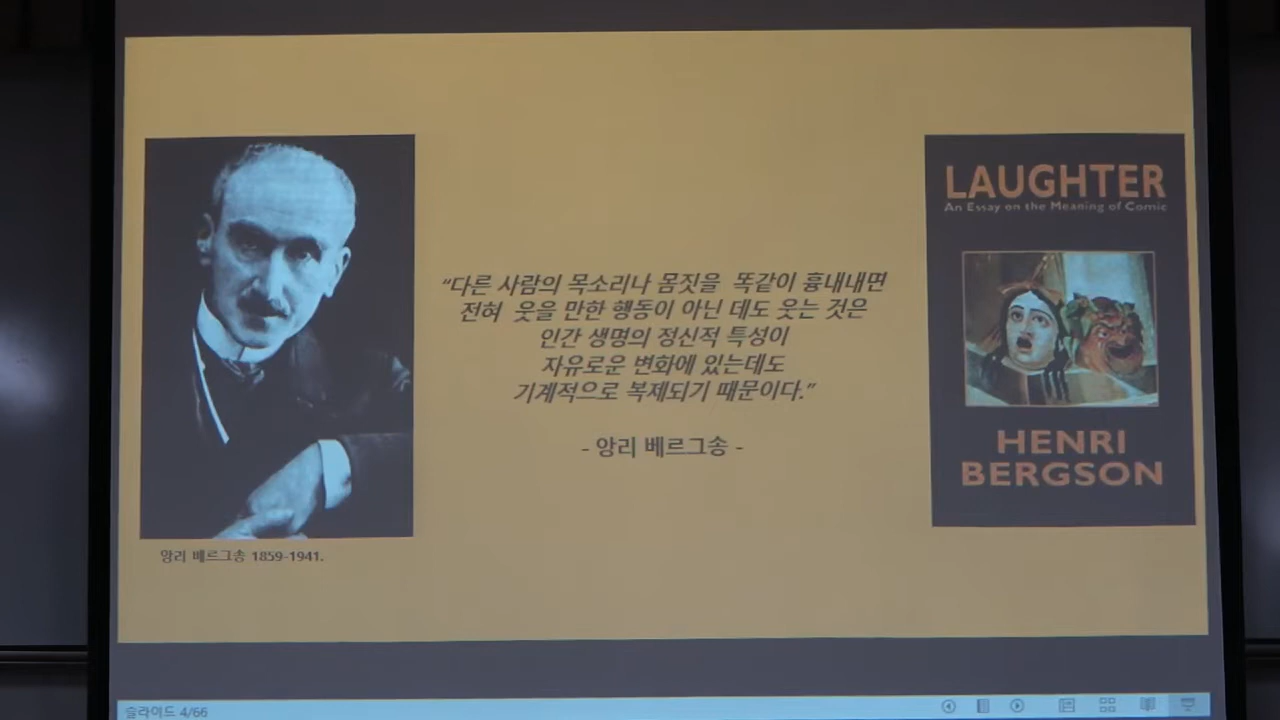 LAUGHTER
An Essay on the Meaning of Comic
“다른 사람의 목소리나 몸짓을 똑같이 흉내내면
전혀 웃을 만한 행동이 아닌 데도 웃는 것은
인간 생명의 정신적 특성이
자유로운 변화에 있는데도
기계적으로 복제되기 때문이다.”
- 앙리 베르그송 -
HENRI
BERGSON
앙리 베르그송 1859-1941.
슬라이드 4/66